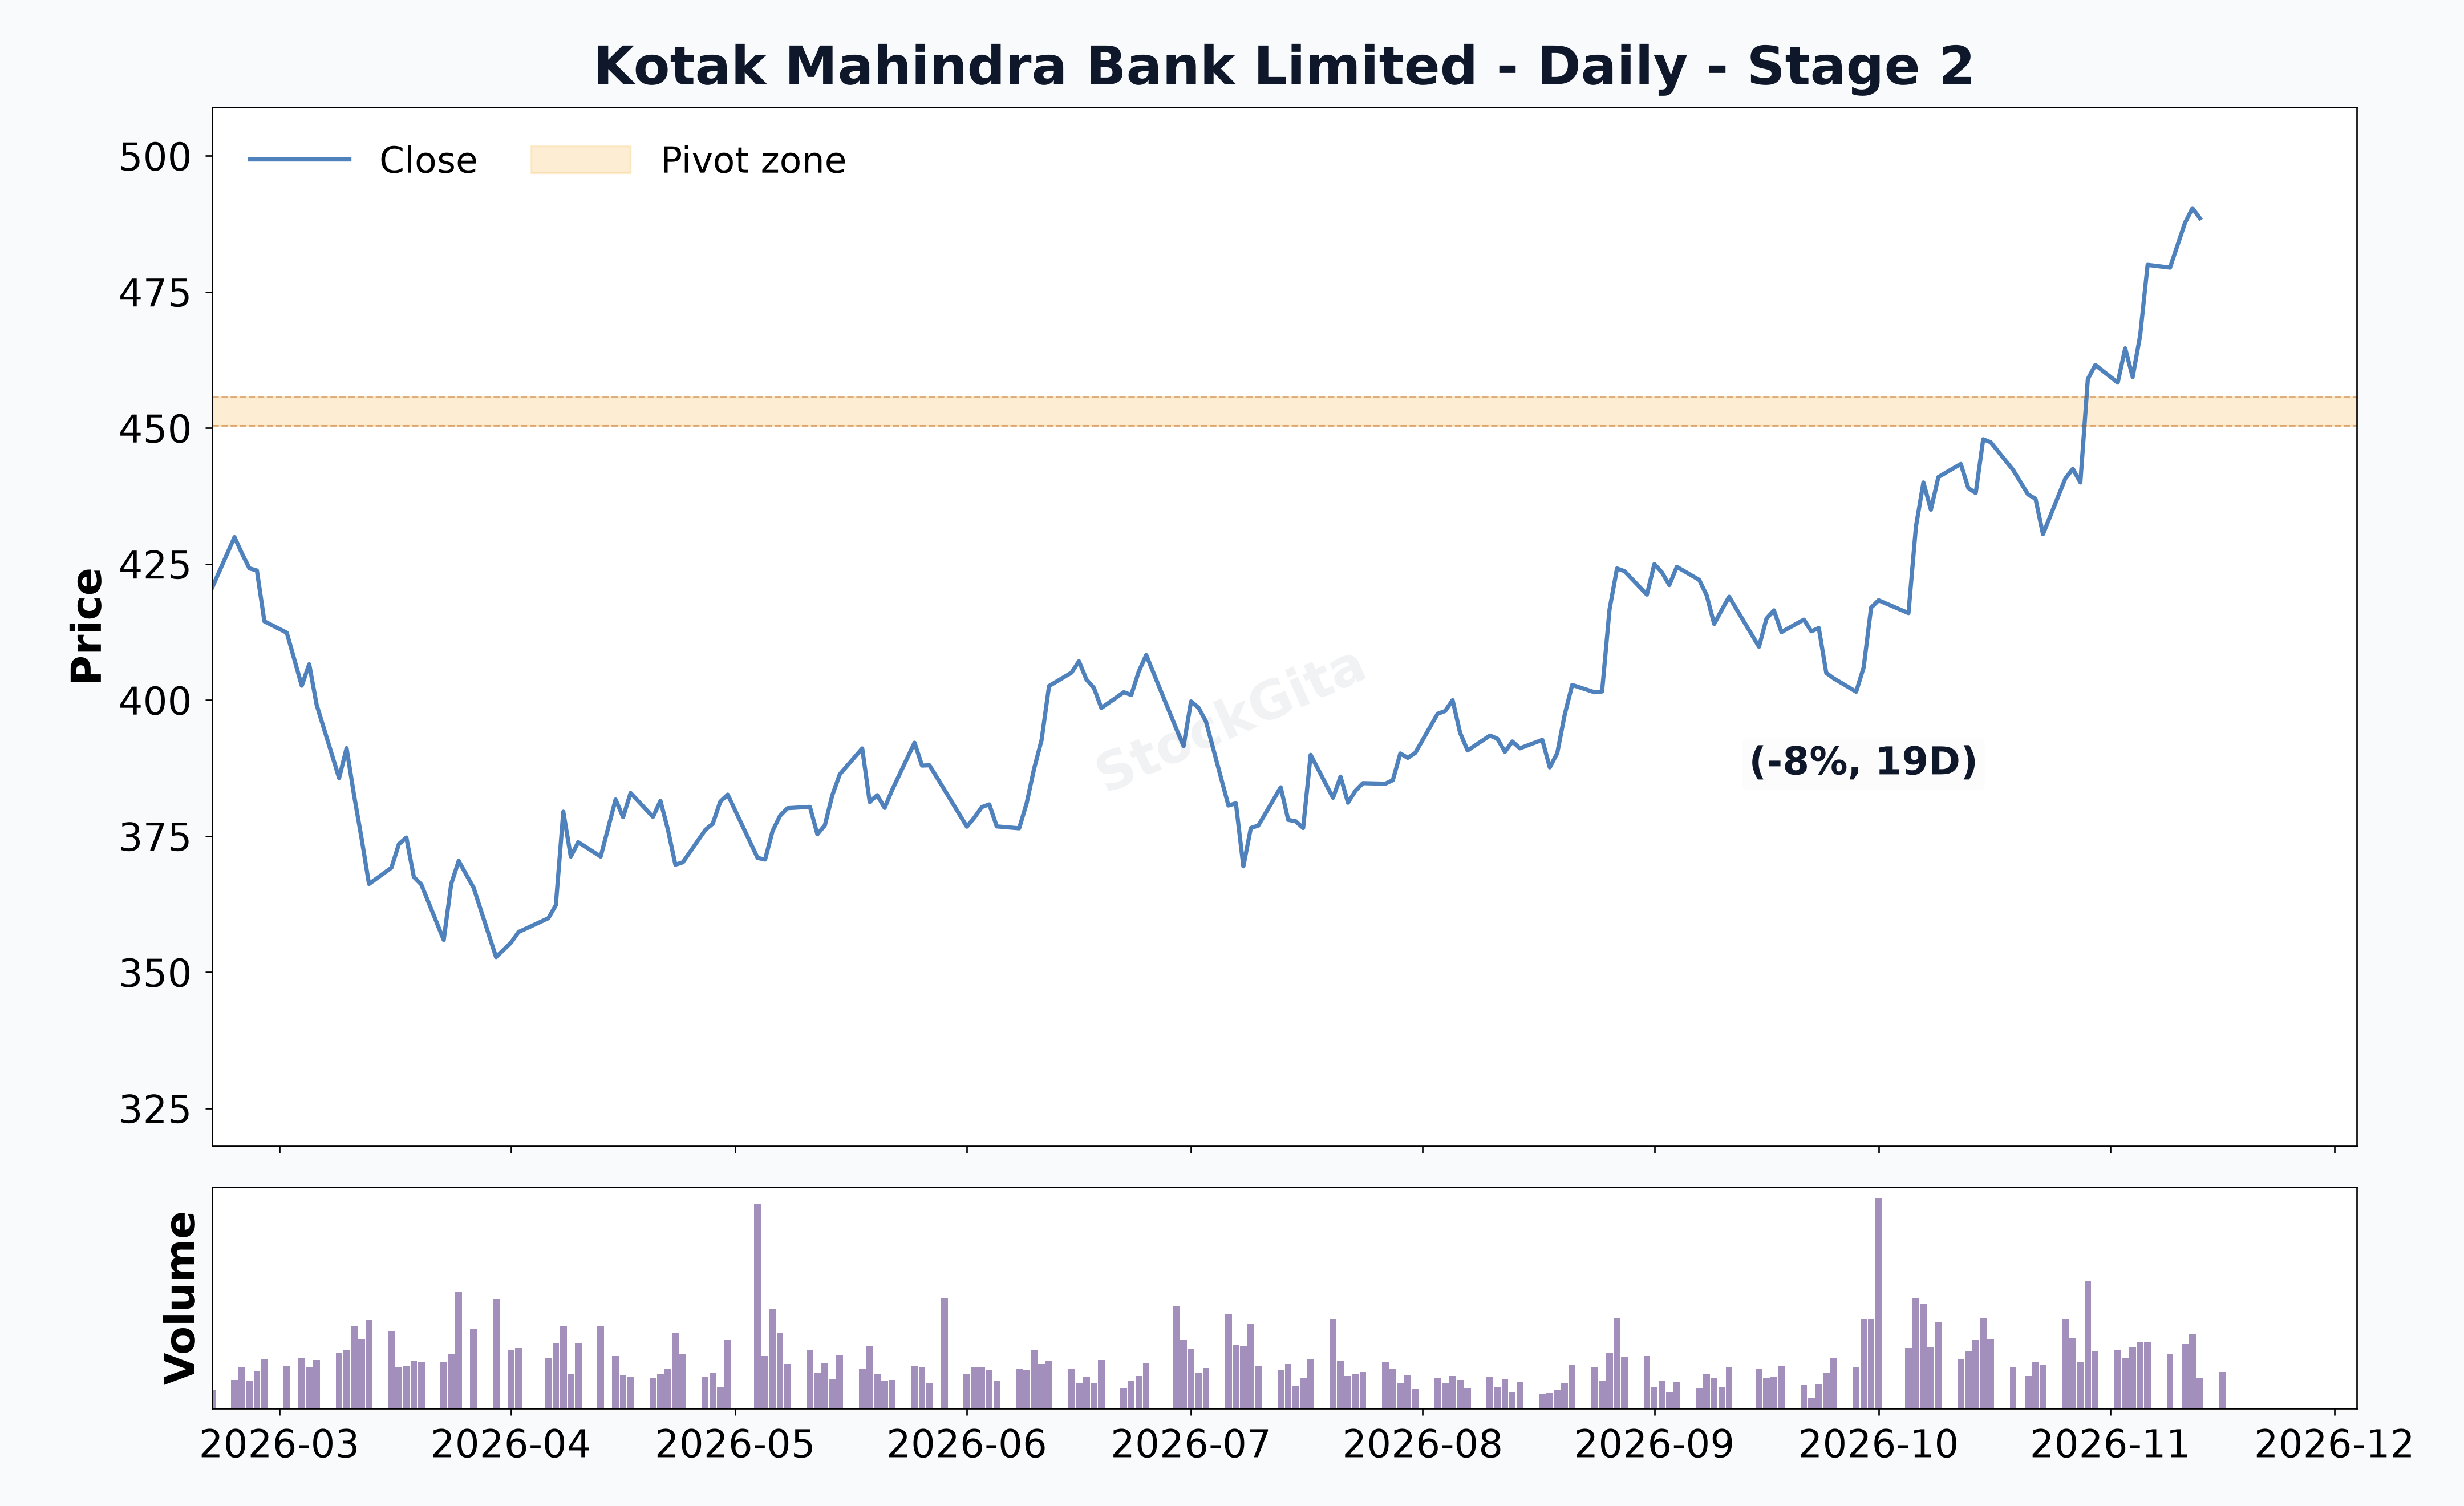 Kotak Mahindra Bank Limited - Daily - Stage 2
Close
Pivot zone
500
475
450
425
400
375
350
325
Price
StockGita
(-8%, 19D)
Volume
2026-03
2026-04
2026-05
2026-06
2026-07
2026-08
2026-09
2026-10
2026-11
2026-12